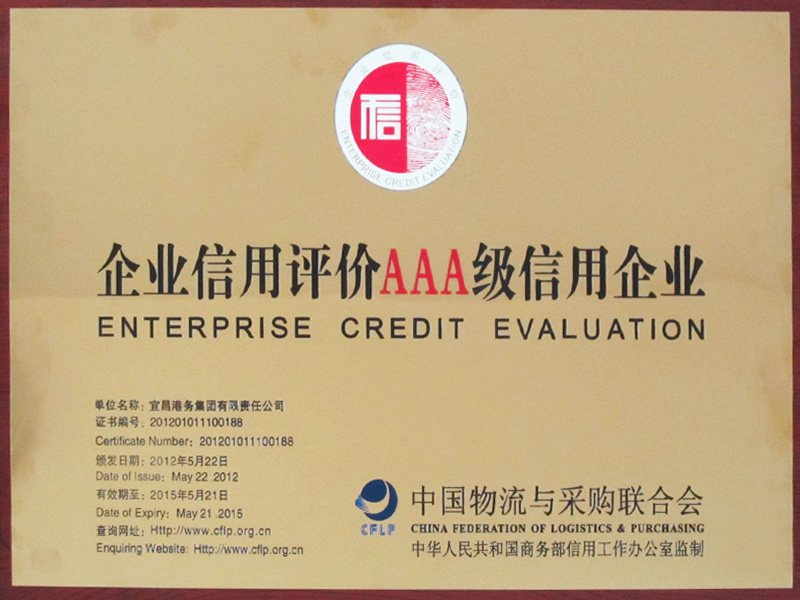 企业信用评价
信
ENTERPRISE CREDIT EVALUATION
企业信用评价AAA级信用企业
ENTERPRISE CREDIT EVALUATION
单位名称：宜昌港务集团有限责任公司
证书编号：201201011100188
Certificate Number：201201011100188
颁发日期：2012年5月22日
Date of Issue：May 22 .2012
有效期至：2015年5月21日
Date of Expiry：May 21 .2015
查询网址：Http://www.cflp.org.cn
Enquiring Website: Http://www.cflp.org.cn
CFLP
中国物流与采购联合会
CHINA FEDERATION OF LOGISTICS & PURCHASING
中华人民共和国商务部信用工作办公室监制